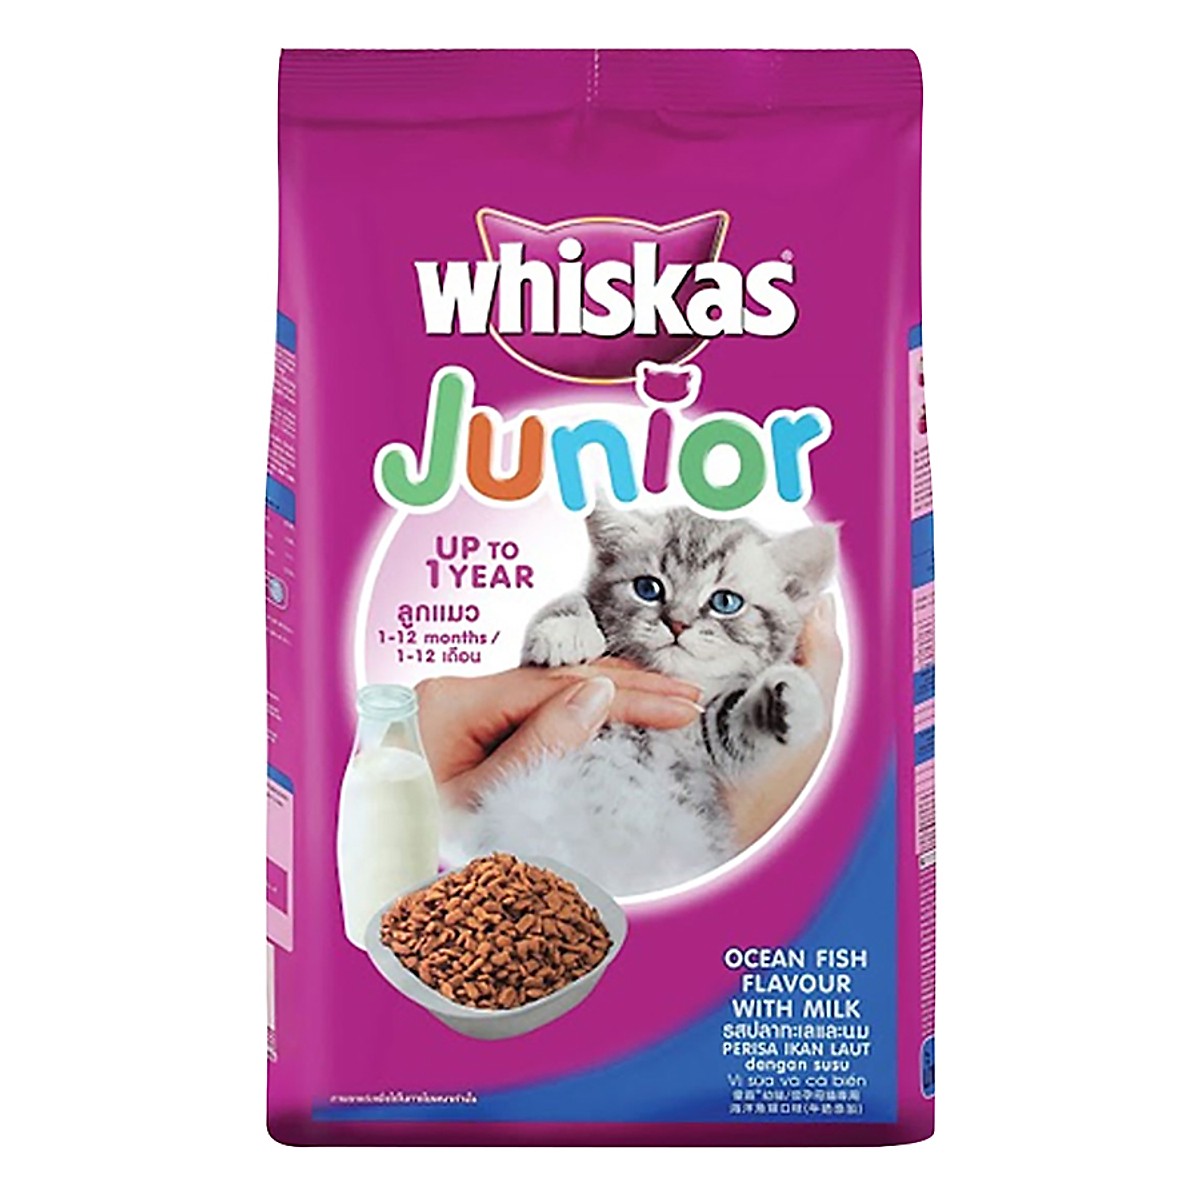 whiskas®
Junior
UP TO
1 YEAR
ลูกแมว
1-12 months /
1-12 เดือน
OCEAN FISH
FLAVOUR
WITH MILK
รสปลาทะเลและนม
PERISA IKAN LAUT
dengan susu
Vị sữa và cá biển